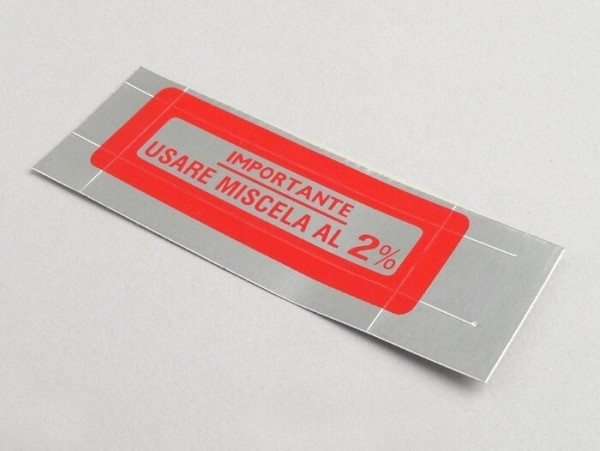 IMPORTANTE
USARE MISCELA AL 2%